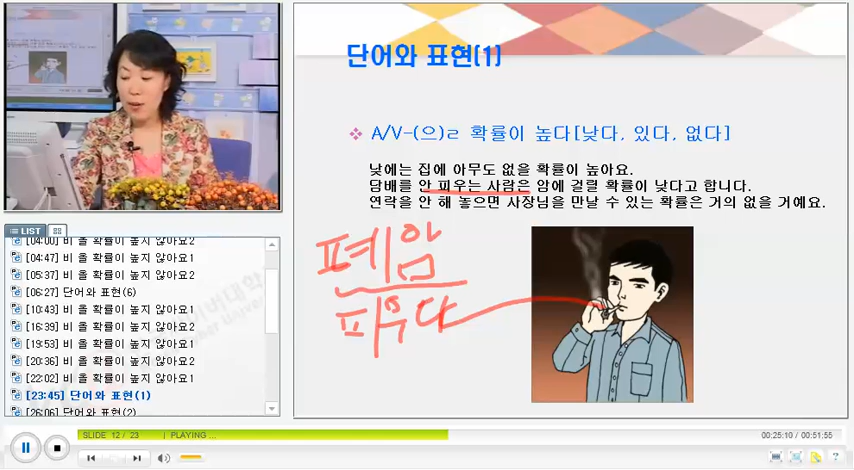 단어와 표현(1)
❖ A/V-(으)ㄹ 확률이 높다[낮다, 있다, 없다]
낮에는 집에 아무도 없을 확률이 높아요.
담배를 안 피우는 사람은 암에 걸릴 확률이 낮다고 합니다.
연락을 안 해 놓으면 사장님을 만날 수 있는 확률은 거의 없을 거예요.
폐암
피우다
LIST
[04:00] 비 올 확률이 높지 않아요2
[04:47] 비 올 확률이 높지 않아요1
[05:37] 비 올 확률이 높지 않아요2
[06:27] 단어와 표현(6)
[10:43] 비 올 확률이 높지 않아요1
[16:39] 비 올 확률이 높지 않아요2
[19:53] 비 올 확률이 높지 않아요1
[20:36] 비 올 확률이 높지 않아요2
[22:02] 비 올 확률이 높지 않아요1
[23:45] 단어와 표현(1)
[26:06] 단어와 표현(2)
SLIDE 12 / 23 | PLAYING ...
00:25:10 / 00:51:55